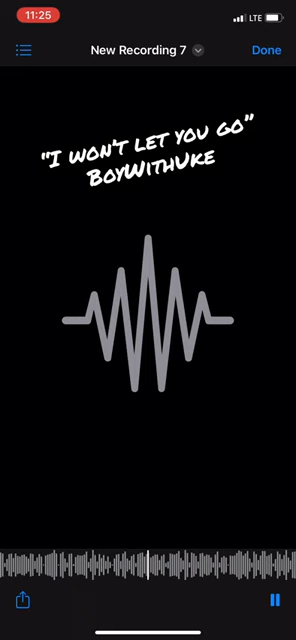 11:25
LTE
New Recording 7
Done
"I WON'T LET YOU GO"
BOYWITHUKE